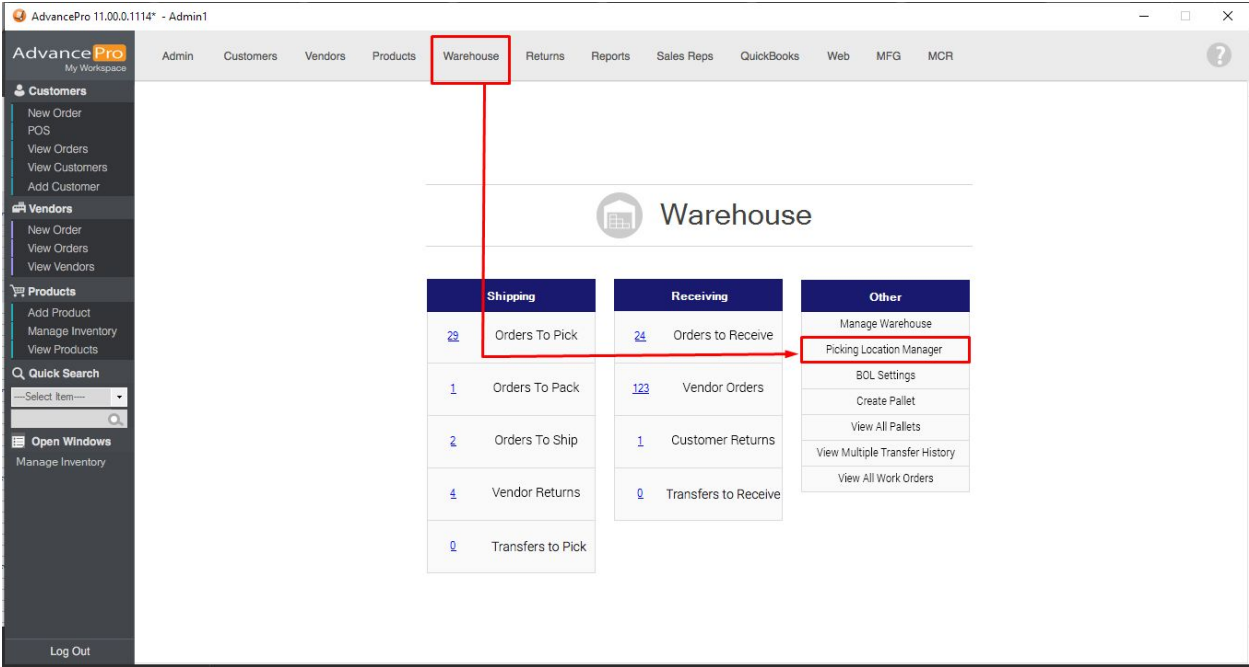 AdvancePro 11.00.0.1114* - Admin1
AdvancePro
My Workspace
Admin Customers Vendors Products Warehouse Returns Reports Sales Reps QuickBooks Web MFG MCR
?
Customers
New Order
POS
View Orders
View Customers
Add Customer
Vendors
New Order
View Orders
View Vendors
Products
Add Product
Manage Inventory
View Products
Quick Search
---Select Item----
Open Windows
Manage Inventory
Log Out
Warehouse
Shipping
29 Orders To Pick
1 Orders To Pack
2 Orders To Ship
4 Vendor Returns
0 Transfers to Pick
Receiving
24 Orders to Receive
123 Vendor Orders
1 Customer Returns
0 Transfers to Receive
Other
Manage Warehouse
Picking Location Manager
BOL Settings
Create Pallet
View All Pallets
View Multiple Transfer History
View All Work Orders